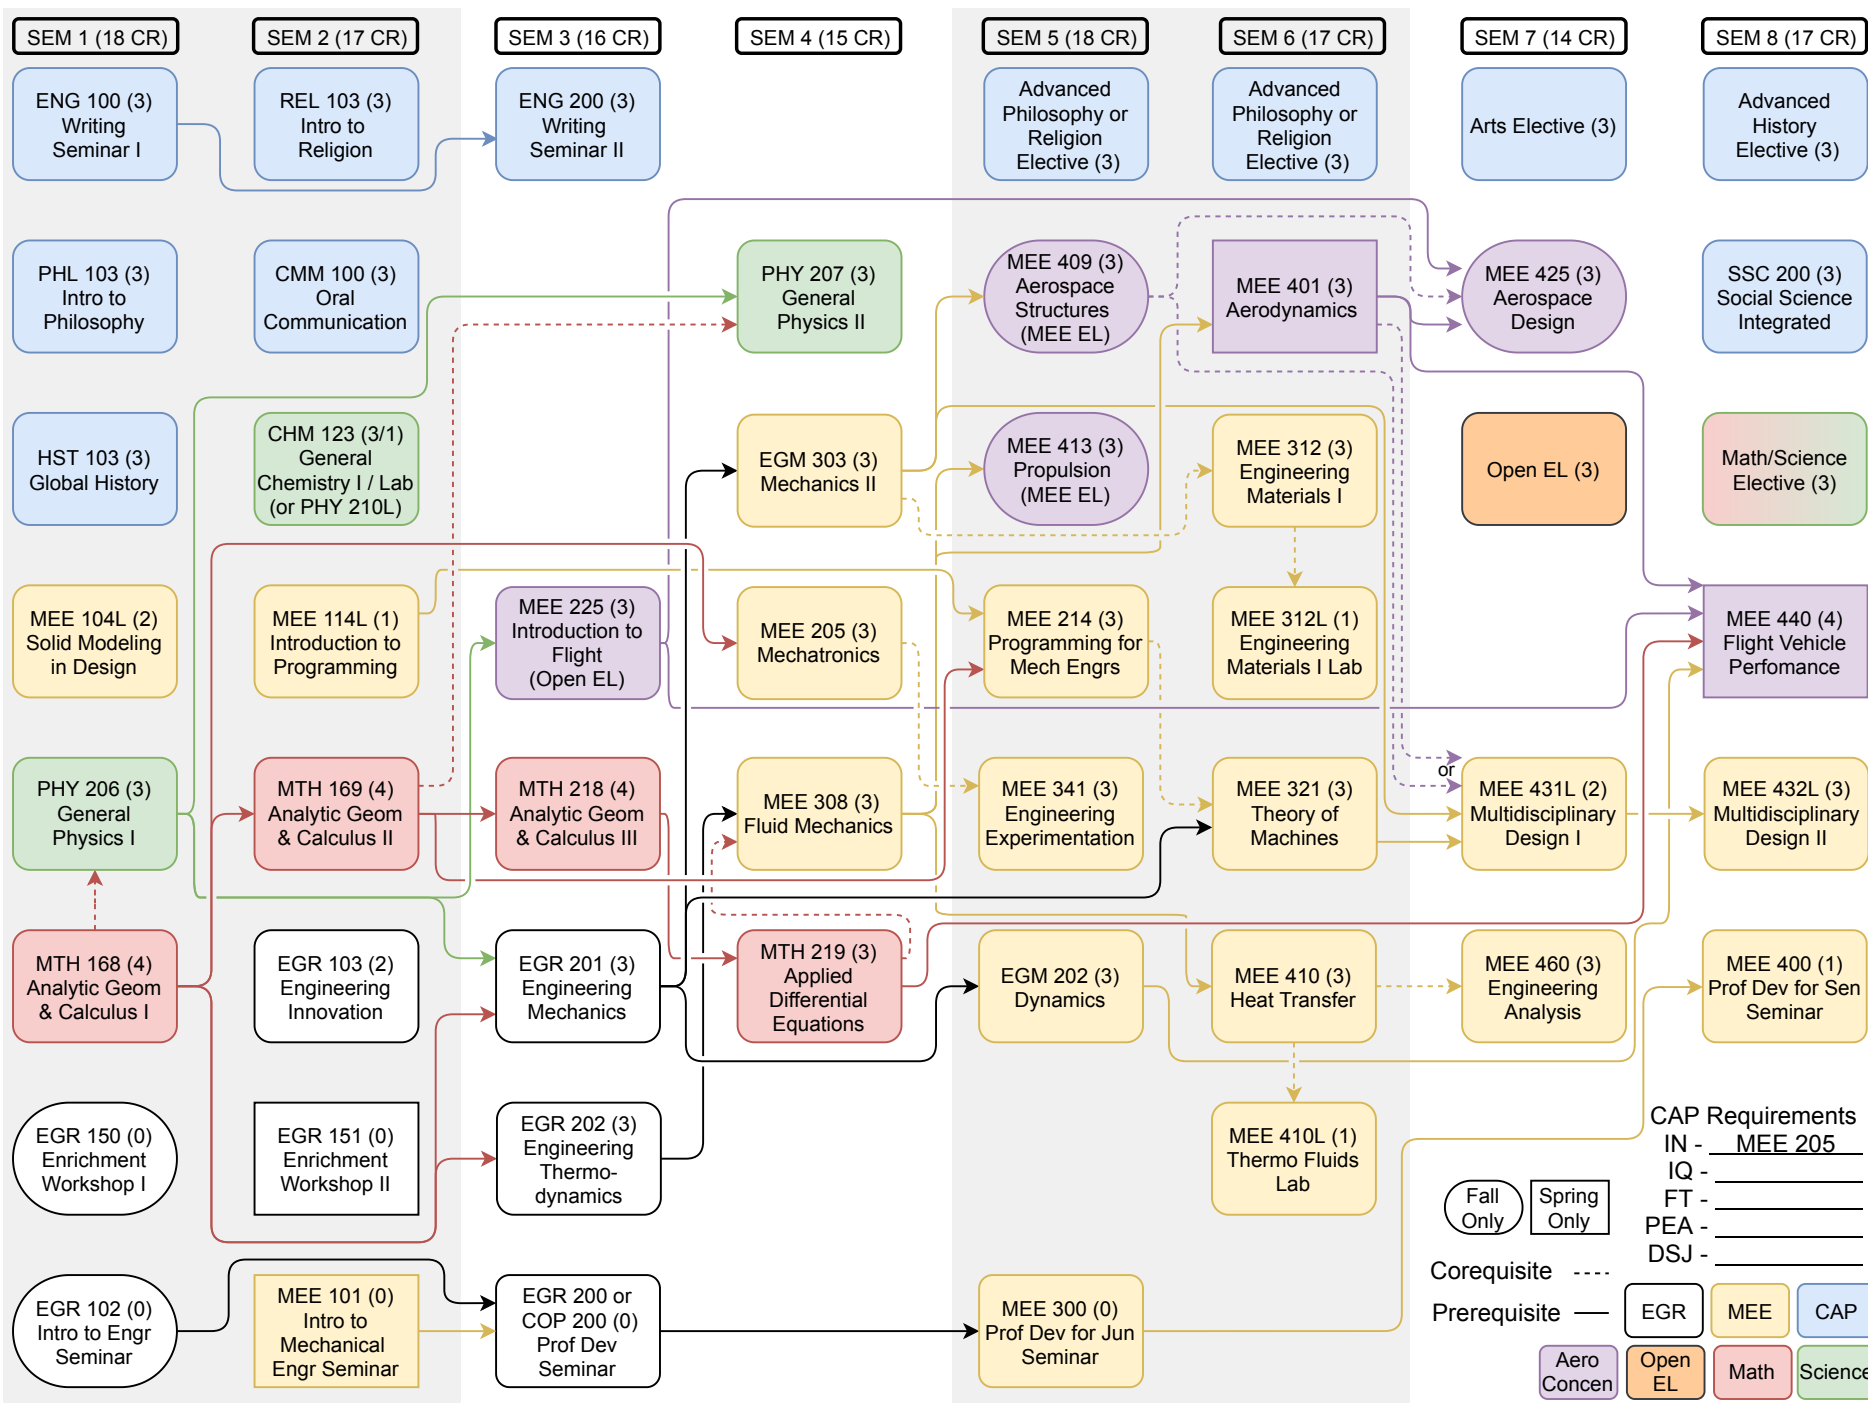 SEM 1 (18 CR)
SEM 2 (17 CR)
SEM 3 (16 CR)
SEM 4 (15 CR)
SEM 5 (18 CR)
SEM 6 (17 CR)
SEM 7 (14 CR)
SEM 8 (17 CR)
ENG 100 (3)
Writing
Seminar I
REL 103 (3)
Intro to
Religion
ENG 200 (3)
Writing
Seminar II
Advanced
Philosophy or
Religion
Elective (3)
Advanced
Philosophy or
Religion
Elective (3)
Arts Elective (3)
Advanced
History
Elective (3)
PHL 103 (3)
Intro to
Philosophy
CMM 100 (3)
Oral
Communication
PHY 207 (3)
General
Physics II
MEE 409 (3)
Aerospace
Structures
(MEE EL)
MEE 401 (3)
Aerodynamics
MEE 425 (3)
Aerospace
Design
SSC 200 (3)
Social Science
Integrated
HST 103 (3)
Global History
CHM 123 (3/1)
General
Chemistry I / Lab
(or PHY 210L)
EGM 303 (3)
Mechanics II
MEE 413 (3)
Propulsion
(MEE EL)
MEE 312 (3)
Engineering
Materials I
Open EL (3)
Math/Science
Elective (3)
MEE 104L (2)
Solid Modeling
in Design
MEE 114L (1)
Introduction to
Programming
MEE 225 (3)
Introduction to
Flight
(Open EL)
MEE 205 (3)
Mechatronics
MEE 214 (3)
Programming for
Mech Engrs
MEE 312L (1)
Engineering
Materials I Lab
MEE 440 (4)
Flight Vehicle
Perfomance
PHY 206 (3)
General
Physics I
MTH 169 (4)
Analytic Geom
& Calculus II
MTH 218 (4)
Analytic Geom
& Calculus III
MEE 308 (3)
Fluid Mechanics
MEE 341 (3)
Engineering
Experimentation
MEE 321 (3)
Theory of
Machines
or
MEE 431L (2)
Multidisciplinary
Design I
MEE 432L (3)
Multidisciplinary
Design II
MTH 168 (4)
Analytic Geom
& Calculus I
EGR 103 (2)
Engineering
Innovation
EGR 201 (3)
Engineering
Mechanics
MTH 219 (3)
Applied
Differential
Equations
EGM 202 (3)
Dynamics
MEE 410 (3)
Heat Transfer
MEE 460 (3)
Engineering
Analysis
MEE 400 (1)
Prof Dev for Sen
Seminar
EGR 150 (0)
Enrichment
Workshop I
EGR 151 (0)
Enrichment
Workshop II
EGR 202 (3)
Engineering
Thermo-
dynamics
MEE 410L (1)
Thermo Fluids
Lab
EGR 102 (0)
Intro to Engr
Seminar
MEE 101 (0)
Intro to
Mechanical
Engr Seminar
EGR 200 or
COP 200 (0)
Prof Dev
Seminar
MEE 300 (0)
Prof Dev for Jun
Seminar
CAP Requirements
IN - MEE 205
IQ -
FT -
PEA -
DSJ -
Fall
Only
Spring
Only
Corequisite
Prerequisite
EGR
MEE
CAP
Aero
Concen
Open
EL
Math
Science